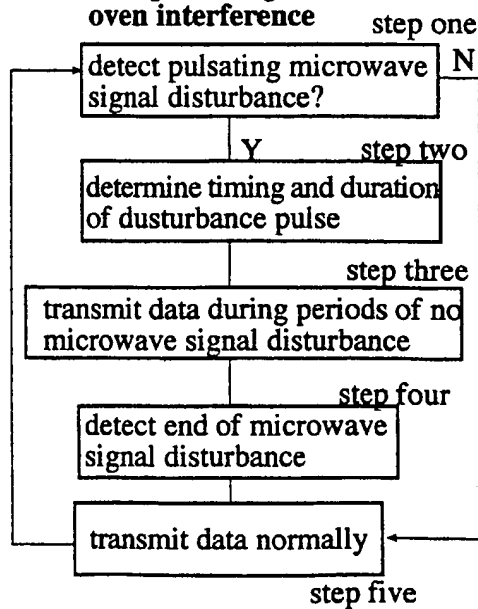 oven interference
step one
detect pulsating microwave
signal disturbance?
N
Y
step two
determine timing and duration
of dusturbance pulse
step three
transmit data during periods of no
microwave signal disturbance
step four
detect end of microwave
signal disturbance
transmit data normally
step five